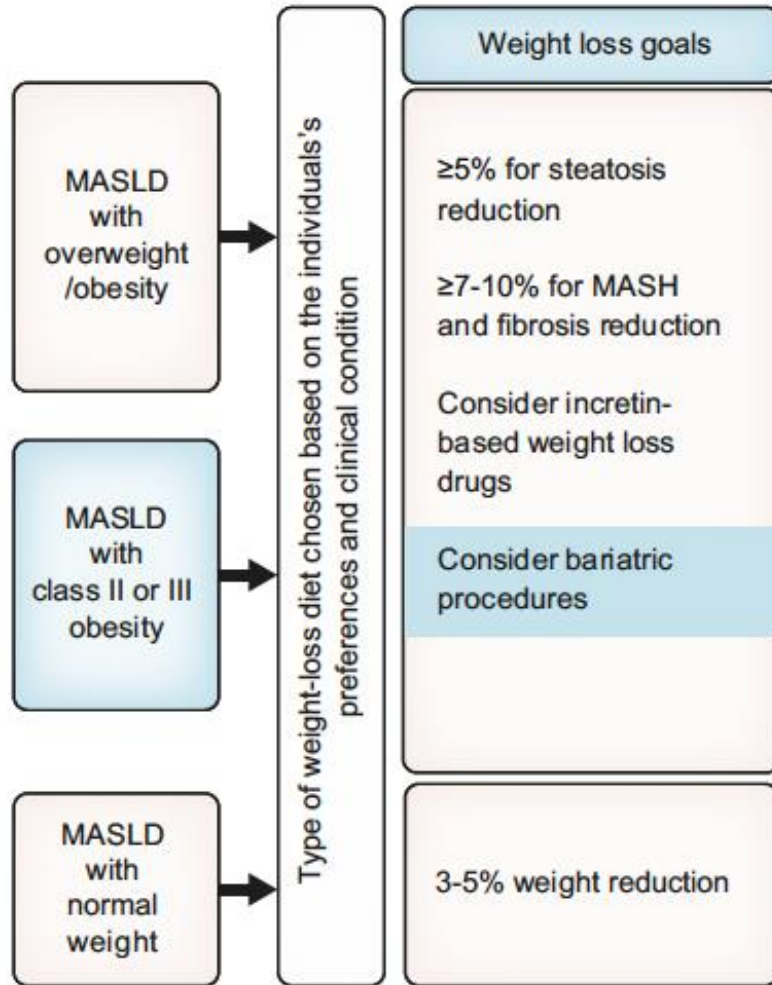 MASLD
with
overweight
/obesity
MASLD
with
class II or III
obesity
MASLD
with
normal
weight
Type of weight-loss diet chosen based on the individuals's
preferences and clinical condition
Weight loss goals
≥5% for steatosis
reduction
≥7-10% for MASH
and fibrosis reduction
Consider incretin-
based weight loss
drugs
Consider bariatric
procedures
3-5% weight reduction